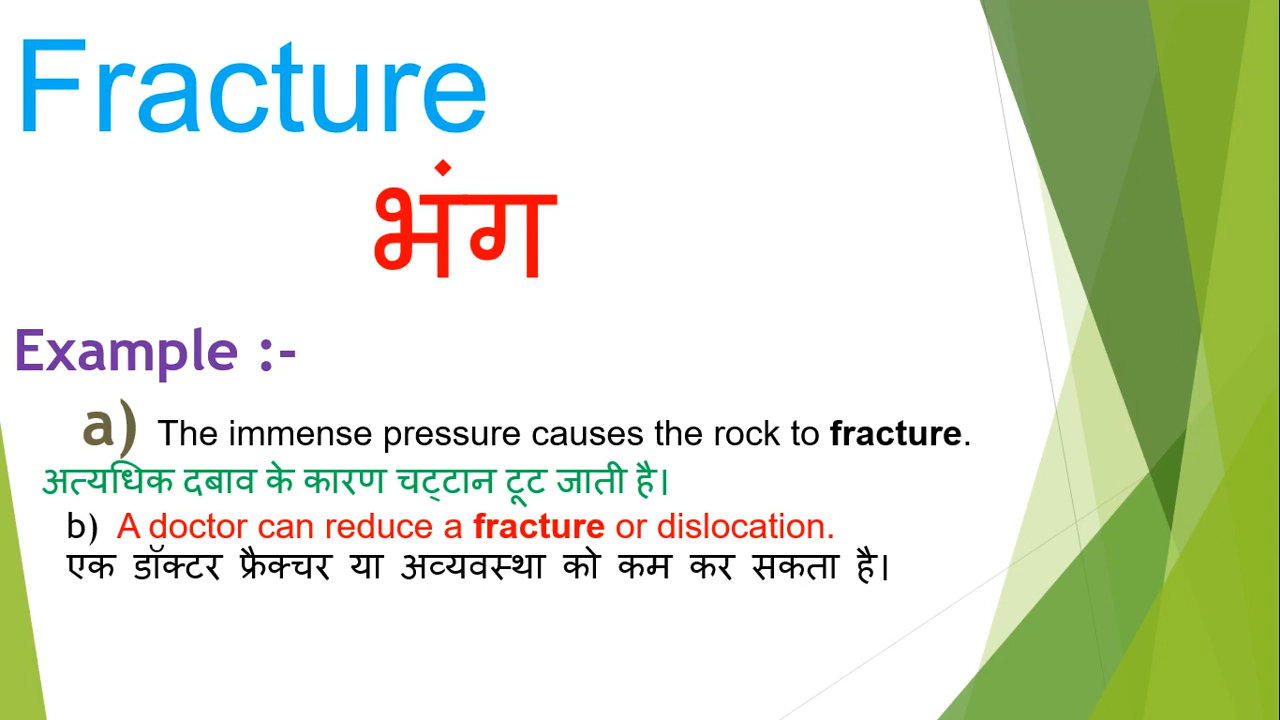 Fracture
भंग
Example :-
a) The immense pressure causes the rock to fracture.
अत्यधिक दबाव के कारण चट्टान टूट जाती है।
b) A doctor can reduce a fracture or dislocation.
एक डॉक्टर फ्रैक्चर या अव्यवस्था को कम कर सकता है।